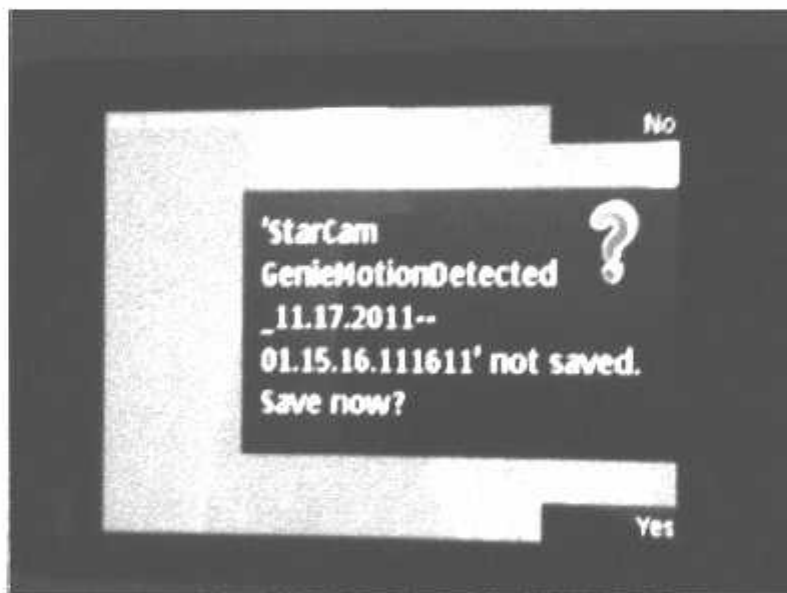 No
'StarCam
GenieMotionDetected
_11.17.2011--
01.15.16.111611' not saved.
Save now?
Yes